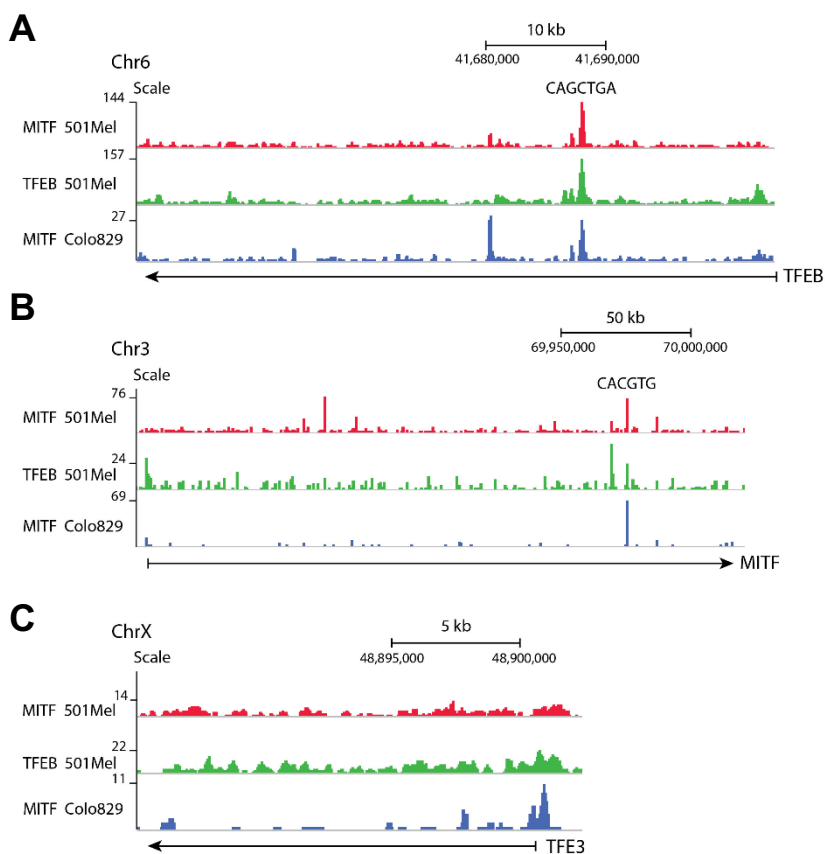 A
10 kb
Chr6
41,680,000 41,690,000
Scale
CAGCTGA
144
MITF 501Mel
157
TFEB 501Mel
27
MITF Colo829
TFEB
B
50 kb
Chr3
69,950,000 70,000,000
Scale
CACGTG
76
MITF 501Mel
24
TFEB 501Mel
69
MITF Colo829
MITF
C
5 kb
ChrX
48,895,000 48,900,000
Scale
14
MITF 501Mel
22
TFEB 501Mel
11
MITF Colo829
TFE3